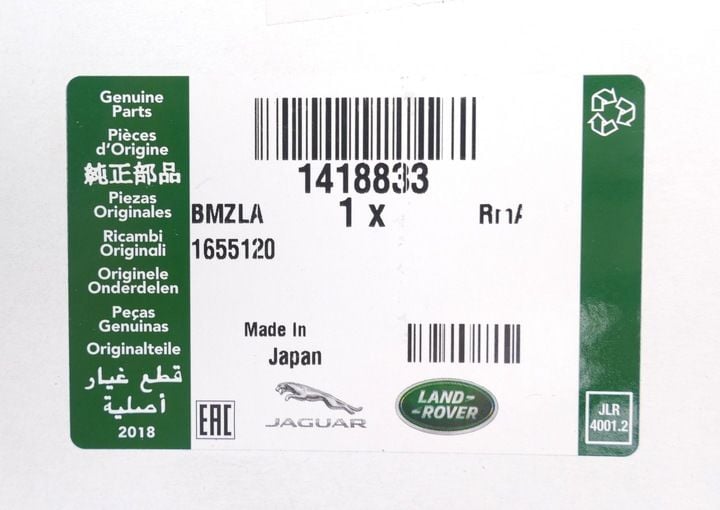 Genuine
Parts
Pièces
d'Origine
純正部品
Piezas
Originales
Ricambi
Originali
Originele
Onderdelen
Peças
Genuinas
Originalteile
قطع غيار
أصلية
2018
1418833
BMZLA
1 x
1655120
Made In
Japan
EAC
JAGUAR
LAND-
-ROVER
JLR
4001.2